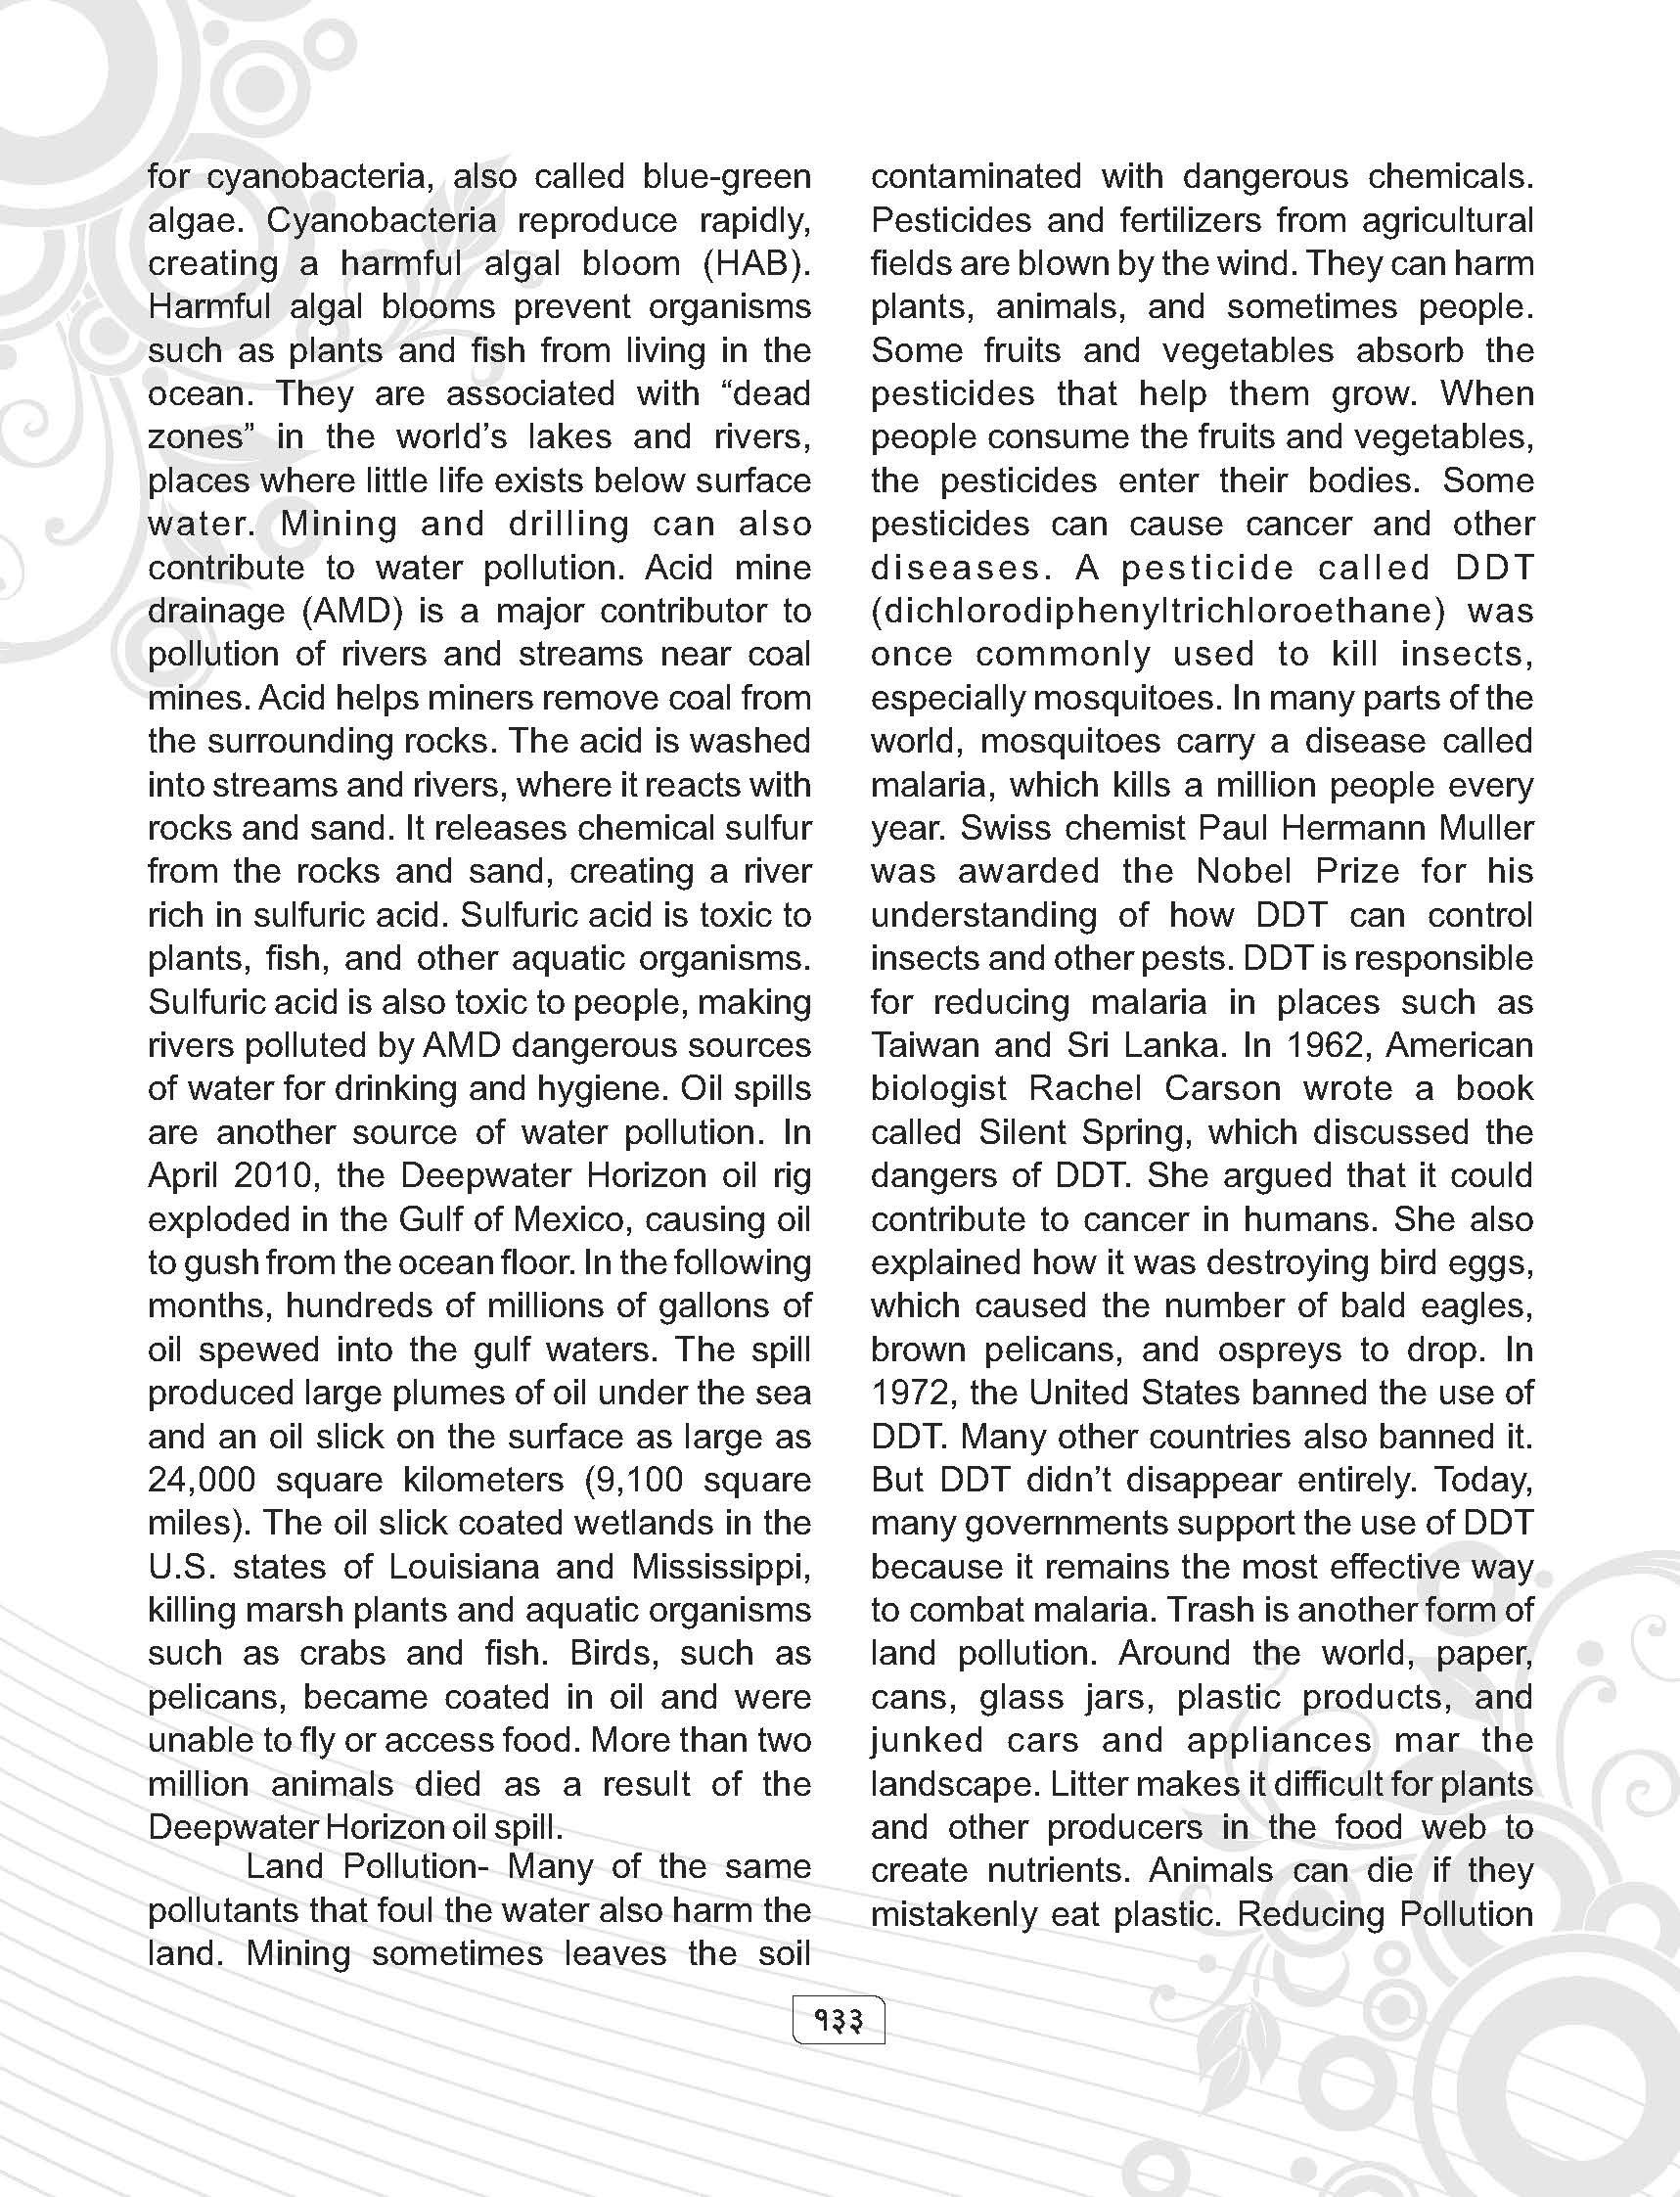 for cyanobacteria, also called blue-green
algae. Cyanobacteria reproduce rapidly,
creating a harmful algal bloom (HAB).
Harmful algal blooms prevent organisms
such as plants and fish from living in the
ocean. They are associated with “dead
zones” in the world’s lakes and rivers,
places where little life exists below surface
water. Mining and drilling can also
contribute to water pollution. Acid mine
drainage (AMD) is a major contributor to
pollution of rivers and streams near coal
mines. Acid helps miners remove coal from
the surrounding rocks. The acid is washed
into streams and rivers, where it reacts with
rocks and sand. It releases chemical sulfur
from the rocks and sand, creating a river
rich in sulfuric acid. Sulfuric acid is toxic to
plants, fish, and other aquatic organisms.
Sulfuric acid is also toxic to people, making
rivers polluted by AMD dangerous sources
of water for drinking and hygiene. Oil spills
are another source of water pollution. In
April 2010, the Deepwater Horizon oil rig
exploded in the Gulf of Mexico, causing oil
to gush from the ocean floor. In the following
months, hundreds of millions of gallons of
oil spewed into the gulf waters. The spill
produced large plumes of oil under the sea
and an oil slick on the surface as large as
24,000 square kilometers (9,100 square
miles). The oil slick coated wetlands in the
U.S. states of Louisiana and Mississippi,
killing marsh plants and aquatic organisms
such as crabs and fish. Birds, such as
pelicans, became coated in oil and were
unable to fly or access food. More than two
million animals died as a result of the
Deepwater Horizon oil spill.
Land Pollution- Many of the same
pollutants that foul the water also harm the
land. Mining sometimes leaves the soil
contaminated with dangerous chemicals.
Pesticides and fertilizers from agricultural
fields are blown by the wind. They can harm
plants, animals, and sometimes people.
Some fruits and vegetables absorb the
pesticides that help them grow. When
people consume the fruits and vegetables,
the pesticides enter their bodies. Some
pesticides can cause cancer and other
diseases. A pesticide called DDT
(dichlorodiphenyltrichloroethane) was
once commonly used to kill insects,
especially mosquitoes. In many parts of the
world, mosquitoes carry a disease called
malaria, which kills a million people every
year. Swiss chemist Paul Hermann Muller
was awarded the Nobel Prize for his
understanding of how DDT can control
insects and other pests. DDT is responsible
for reducing malaria in places such as
Taiwan and Sri Lanka. In 1962, American
biologist Rachel Carson wrote a book
called Silent Spring, which discussed the
dangers of DDT. She argued that it could
contribute to cancer in humans. She also
explained how it was destroying bird eggs,
which caused the number of bald eagles,
brown pelicans, and ospreys to drop. In
1972, the United States banned the use of
DDT. Many other countries also banned it.
But DDT didn’t disappear entirely. Today,
many governments support the use of DDT
because it remains the most effective way
to combat malaria. Trash is another form of
land pollution. Around the world, paper,
cans, glass jars, plastic products, and
junked cars and appliances mar the
landscape. Litter makes it difficult for plants
and other producers in the food web to
create nutrients. Animals can die if they
mistakenly eat plastic. Reducing Pollution
१३३